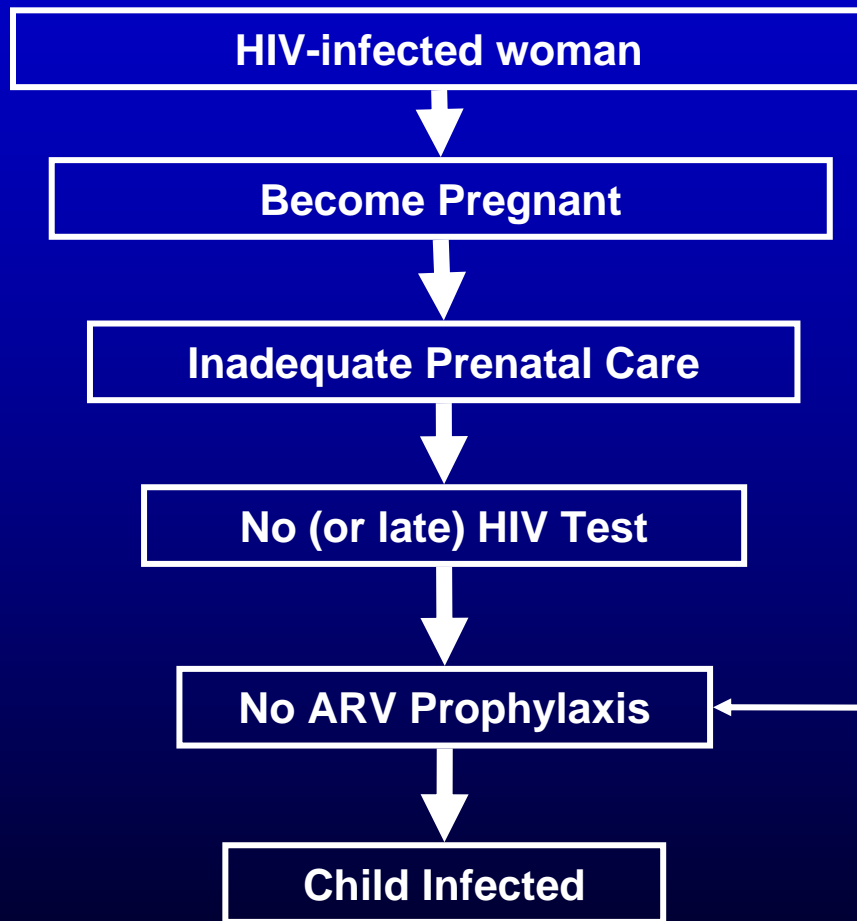 HIV-infected woman
Become Pregnant
Inadequate Prenatal Care
No (or late) HIV Test
No ARV Prophylaxis
Child Infected